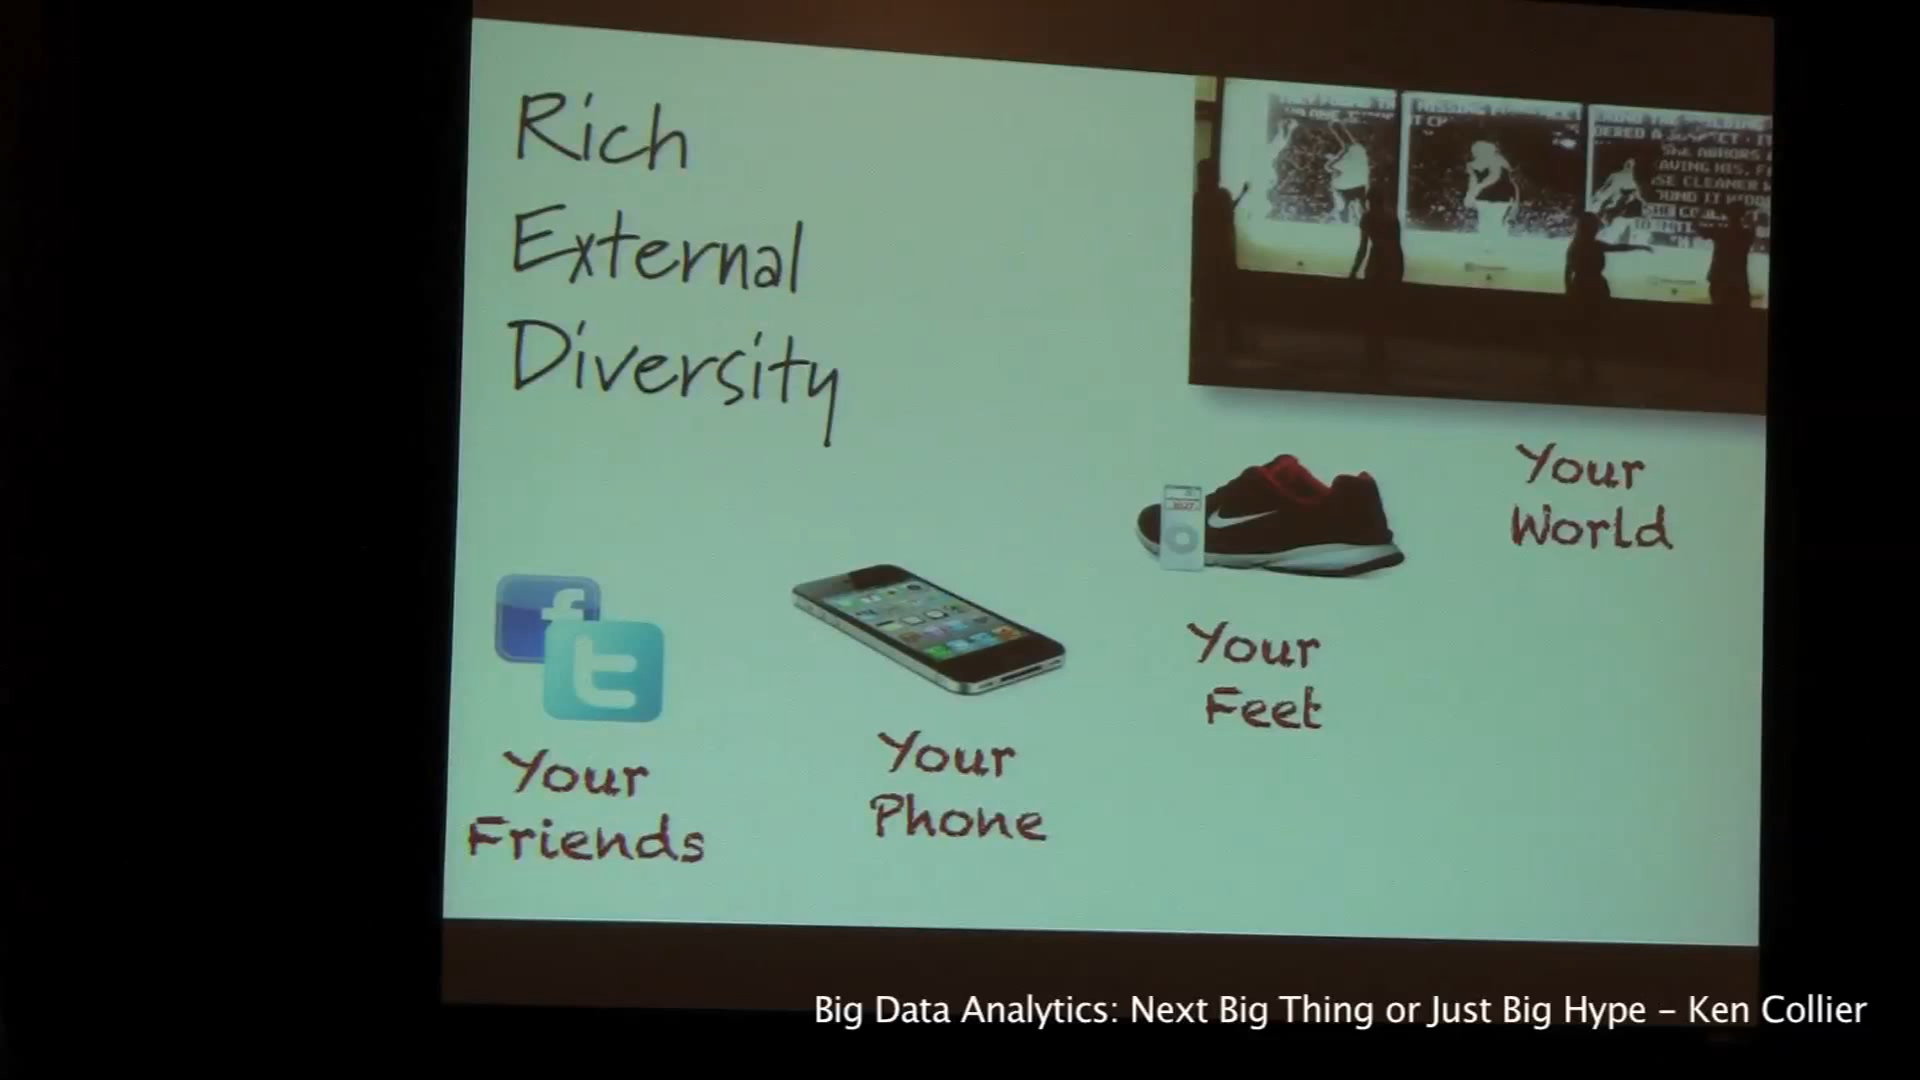 Rich
External
Diversity
Your
World
Your
Feet
f
t
Your
Friends
Your
Phone
Big Data Analytics: Next Big Thing or Just Big Hype – Ken Collier